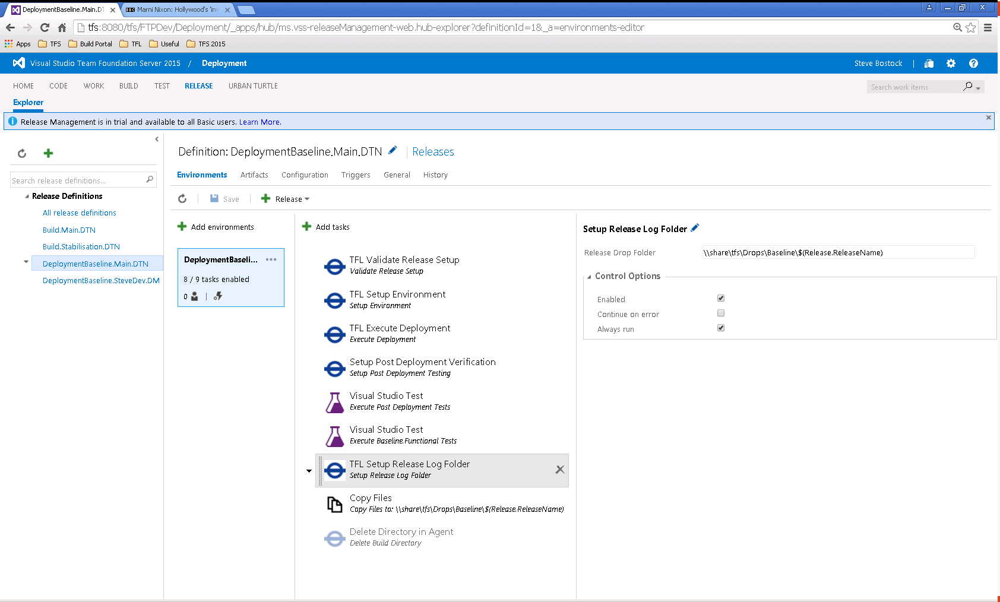 DeploymentBaseline.Main.DT
Marni Nixon: Hollywood's 'inv
tfs:8080/tfs/FTPDev/Deployment/_apps/hub/ms.vss-releaseManagement-web.hub-explorer?definitionId=1&_a=environments-editor
Apps TFS Build Portal TFL Useful TFS 2015
Visual Studio Team Foundation Server 2015 / Deployment
Steve Bostock |
HOME CODE WORK BUILD TEST RELEASE URBAN TURTLE
Search work items
Explorer
Release Management is in trial and available to all Basic users. Learn More.
Search release definitions...
Release Definitions
All release definitions
Build.Main.DTN
Build.Stabilisation.DTN
DeploymentBaseline.Main.DTN
DeploymentBaseline.SteveDev.DM
Definition: DeploymentBaseline.Main.DTN | Releases
Environments Artifacts Configuration Triggers General History
Save Release
Add environments
DeploymentBaseli...
8 / 9 tasks enabled
0
Add tasks
TFL Validate Release Setup
Validate Release Setup
TFL Setup Environment
Setup Environment
TFL Execute Deployment
Execute Deployment
Setup Post Deployment Verification
Setup Post Deployment Testing
Visual Studio Test
Execute Post Deployment Tests
Visual Studio Test
Execute Baseline.Functional Tests
TFL Setup Release Log Folder
Setup Release Log Folder
Copy Files
Copy Files to: \\share\tfs\Drops\Baseline\$(Release.ReleaseName)
Delete Directory in Agent
Delete Build Directory
Setup Release Log Folder
Release Drop Folder \\share\tfs\Drops\Baseline\$(Release.ReleaseName)
Control Options
Enabled
Continue on error
Always run